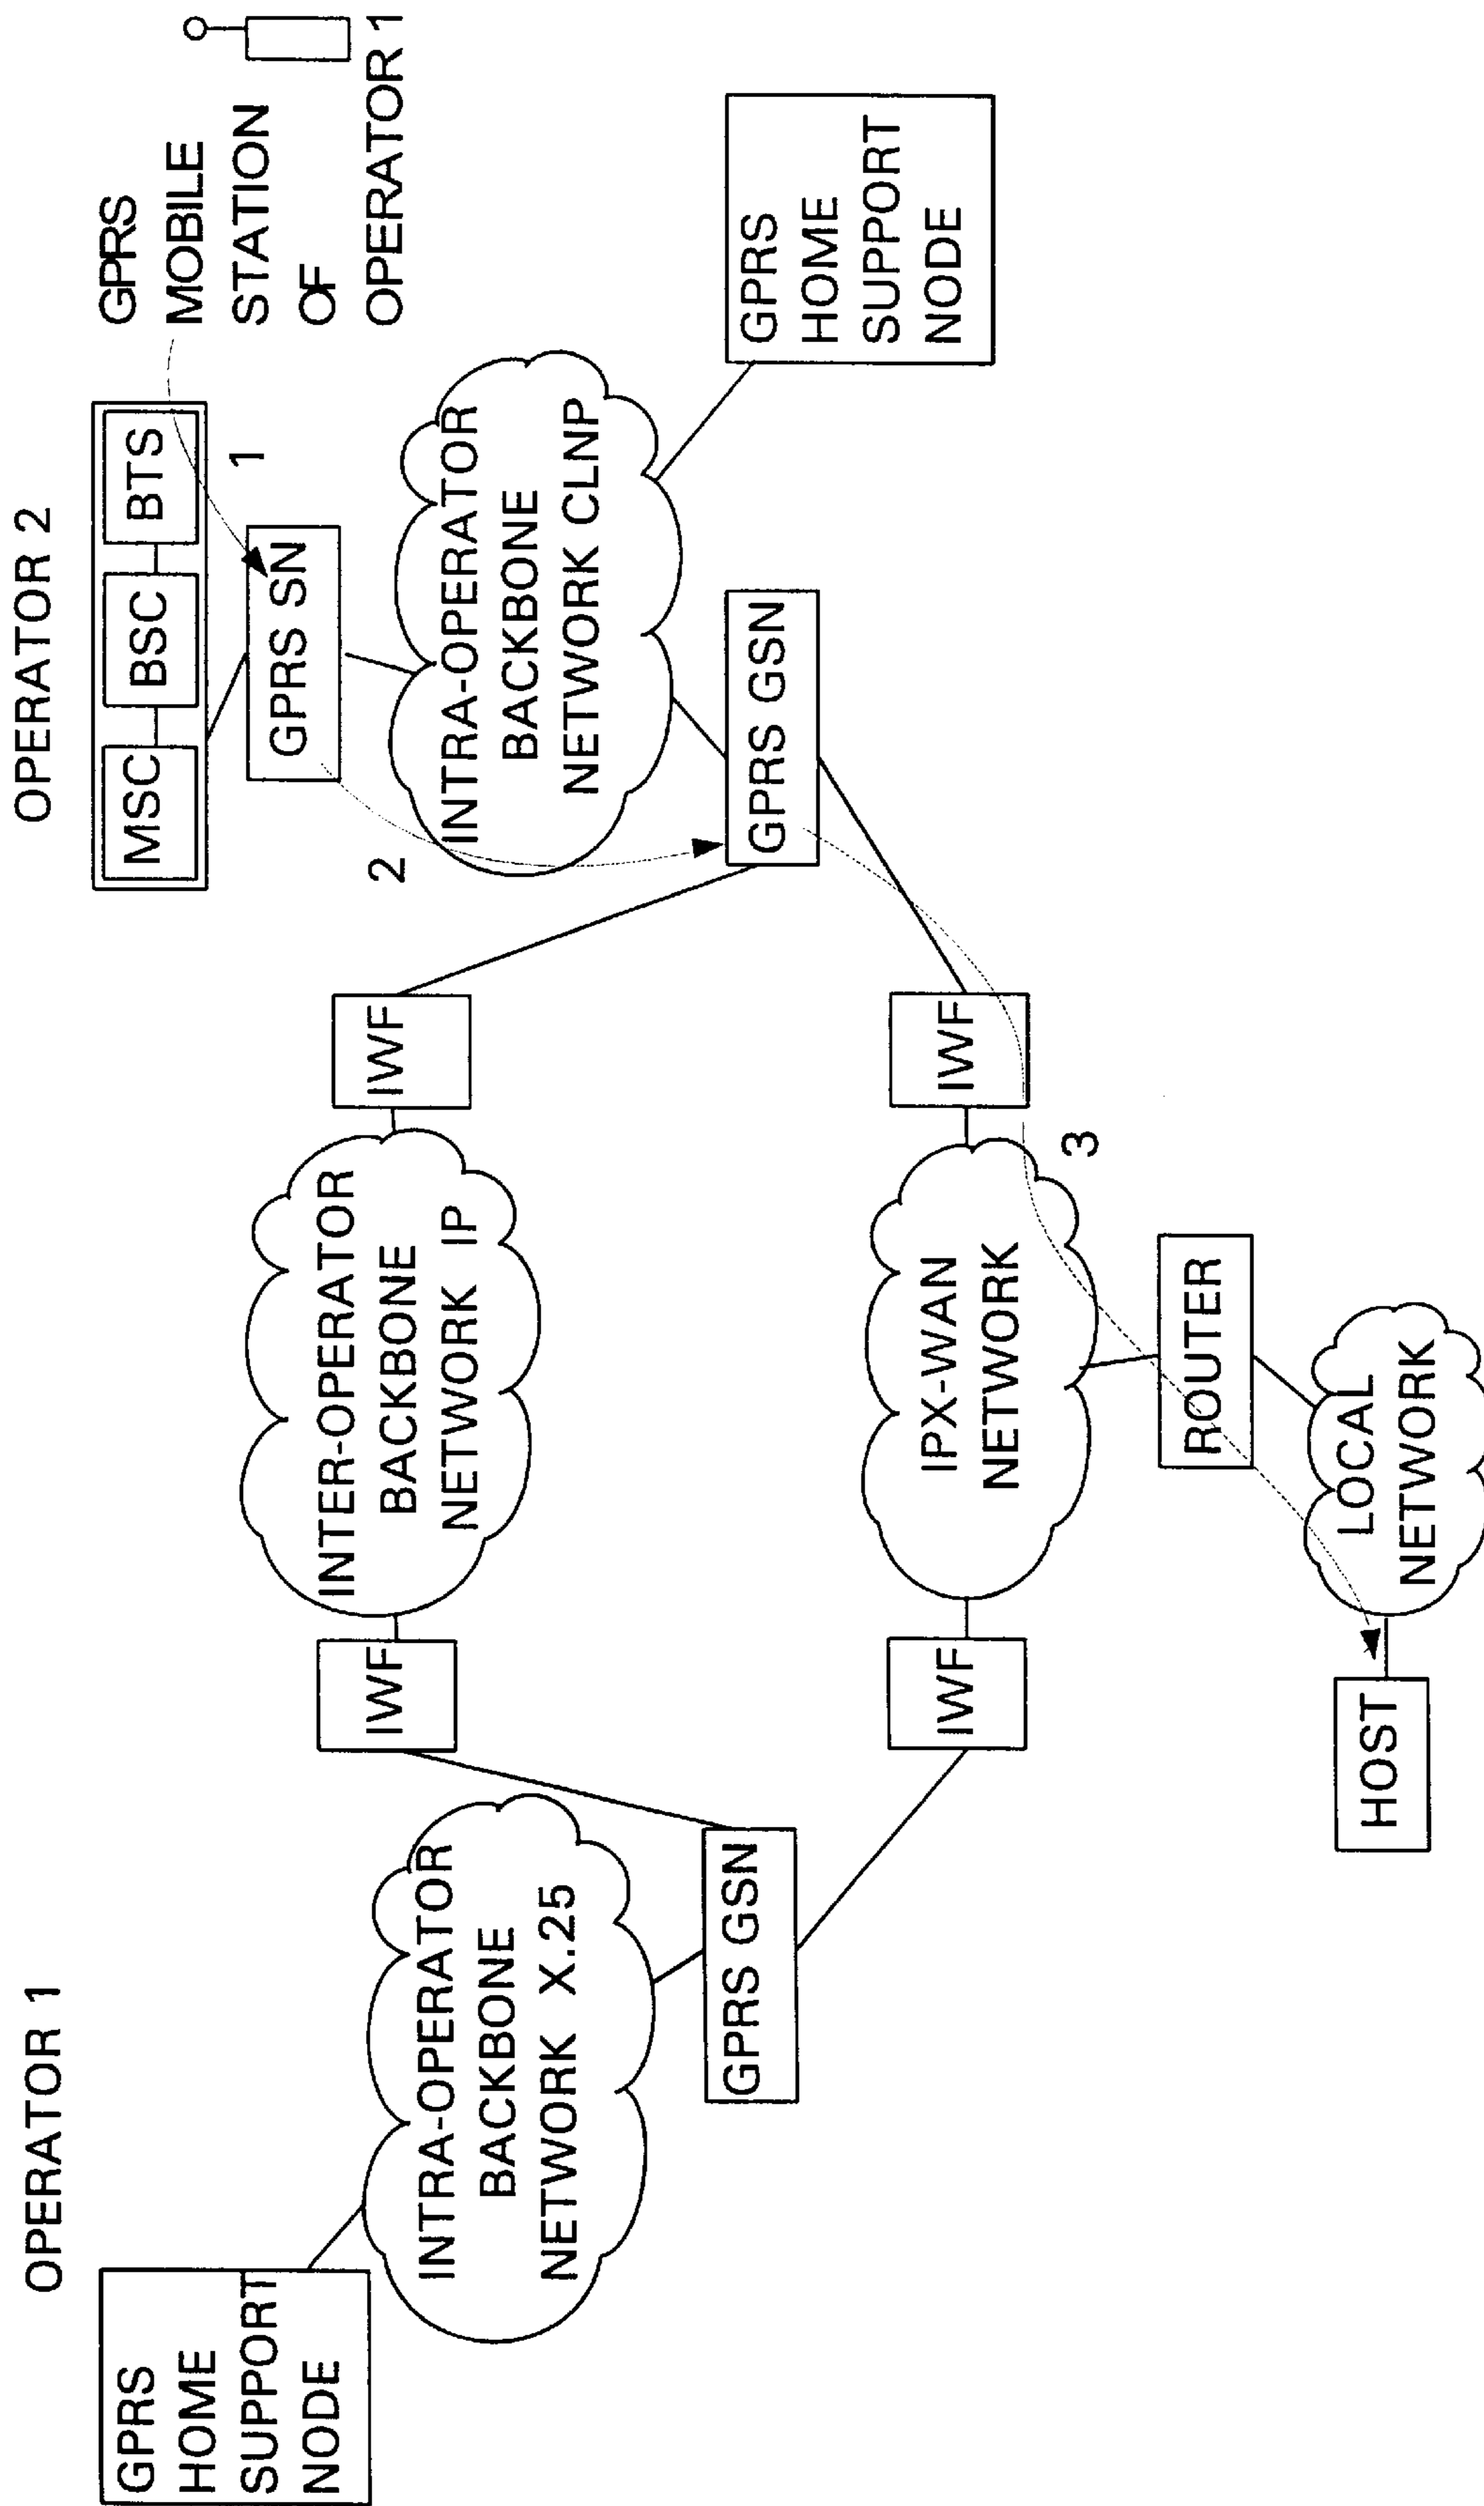 OPERATOR 1
OPERATOR 2
GPRS
HOME
SUPPORT
NODE
INTRA-OPERATOR
BACKBONE
NETWORK X.25
GPRS GSN
IWF
INTER-OPERATOR
BACKBONE
NETWORK IP
IWF
MSC
BSC
BTS
1
GPRS SN
2
INTRA-OPERATOR
BACKBONE
NETWORK CLNP
GPRS GSN
GPRS
MOBILE
STATION
OF
OPERATOR 1
GPRS
HOME
SUPPORT
NODE
IWF
IPX-WAN
NETWORK
IWF
3
ROUTER
LOCAL
NETWORK
HOST